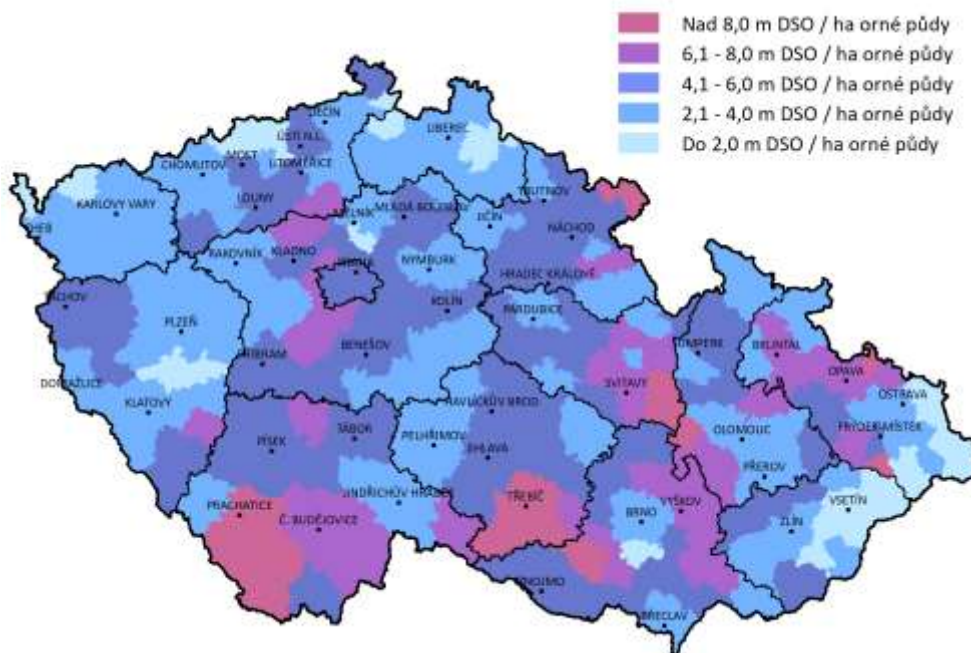 Nad 8,0 m DSO / ha orné půdy
6,1 - 8,0 m DSO / ha orné půdy
4,1 - 6,0 m DSO / ha orné půdy
2,1 - 4,0 m DSO / ha orné půdy
Do 2,0 m DSO / ha orné půdy
DĚČÍN
ÚSTÍ N.L.
LIBEREC
MOST
LITOMĚŘICE
CHOMUTOV
TRUTNOV
LOUNY
KARLOVY VARY
MĚLNÍK
MLADÁ BOLESLAV
JIČÍN
CHEB
NÁCHOD
RAKOVNÍK
KLADNO
NYMBURK
HRADEC KRÁLOVÉ
KOLÍN
PARDUBICE
PLZEŇ
PŘÍBRAM
BENEŠOV
ŠUMPERK
BRUNTÁL
OPAVA
DOMAŽLICE
SVITAVY
OSTRAVA
KLATOVY
HAVLÍČKŮV BROD
FRÝDEK-MÍSTEK
PÍSEK
TÁBOR
PELHŘIMOV
JIHLAVA
OLOMOUC
PŘEROV
PRACHATICE
JINDŘICHŮV HRADEC
TŘEBÍČ
VYŠKOV
VSETÍN
Č. BUDĚJOVICE
BRNO
ZLÍN
ZNOJMO
BŘECLAV